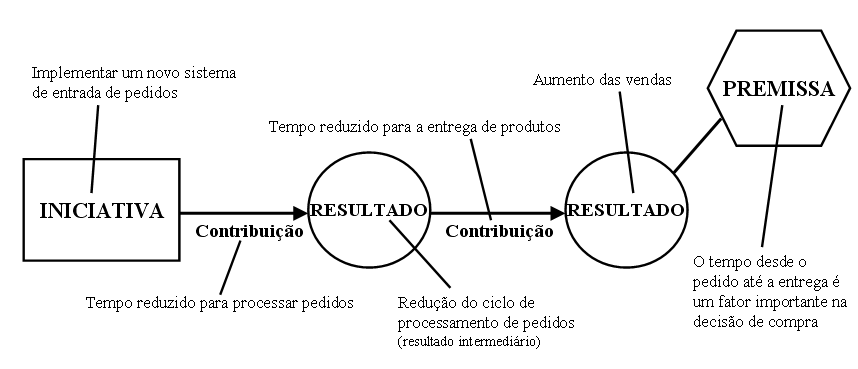 Implementar um novo sistema
de entrada de pedidos
INICIATIVA
Contribuição
Tempo reduzido para processar pedidos
RESULTADO
Redução do ciclo de
processamento de pedidos
(resultado intermediário)
Tempo reduzido para a entrega de produtos
Contribuição
Aumento das vendas
RESULTADO
PREMISSA
O tempo desde o
pedido até a entrega é
um fator importante na
decisão de compra